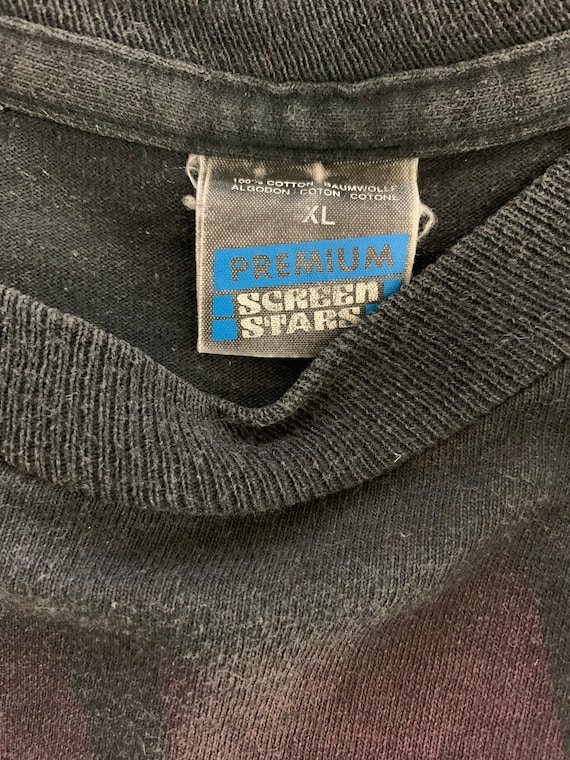 100% COTTON / BAUMWOLLE
ALGODON / COTON / COTONE
XL
PREMIUM
SCREEN
STARS